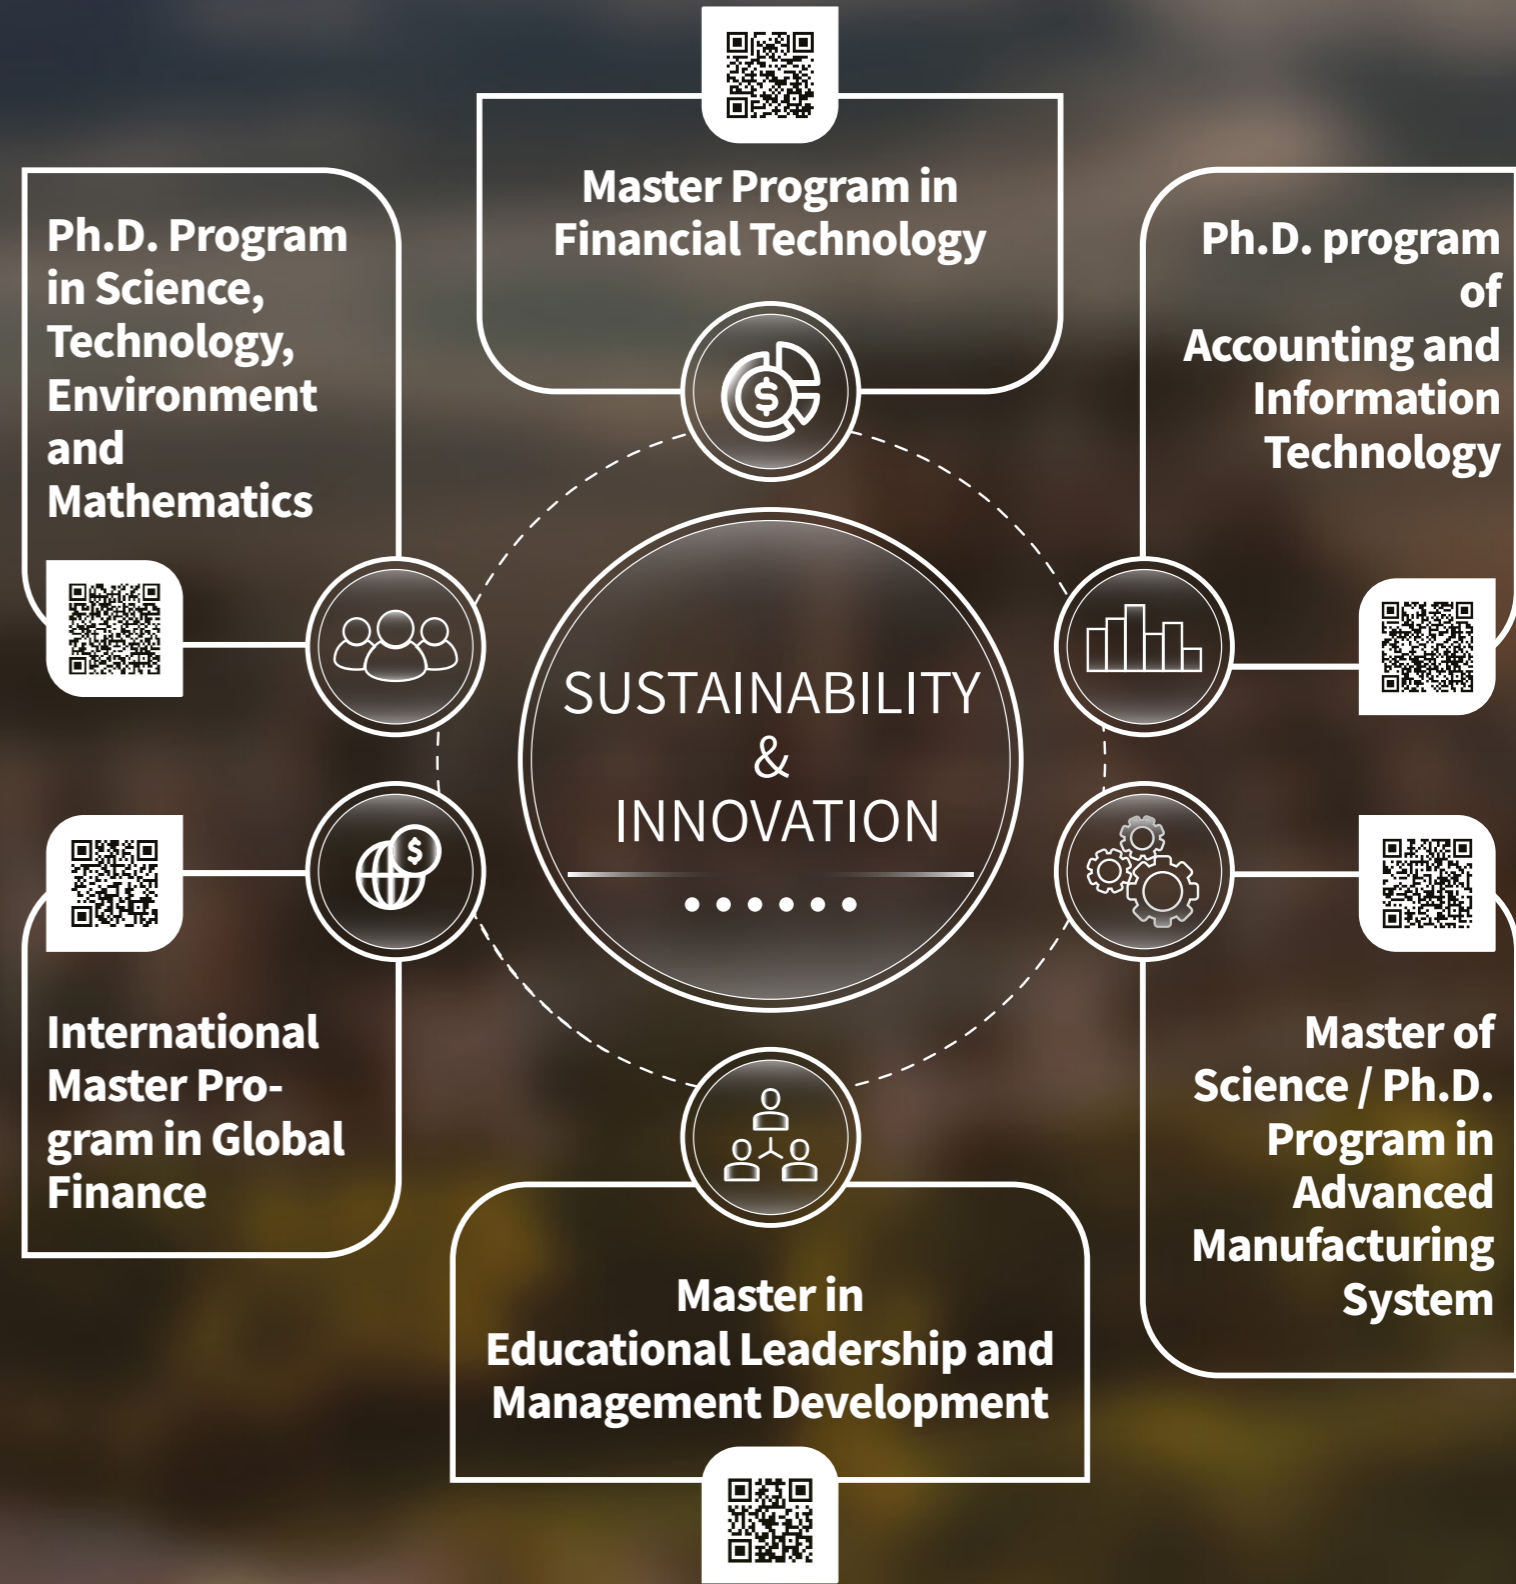 Master Program in
Financial Technology
Ph.D. Program
in Science,
Technology,
Environment
and
Mathematics
Ph.D. program
of
Accounting and
Information
Technology
$
SUSTAINABILITY
&
INNOVATION
$
International
Master Pro-
gram in Global
Finance
Master of
Science / Ph.D.
Program in
Advanced
Manufacturing
System
Master in
Educational Leadership and
Management Development